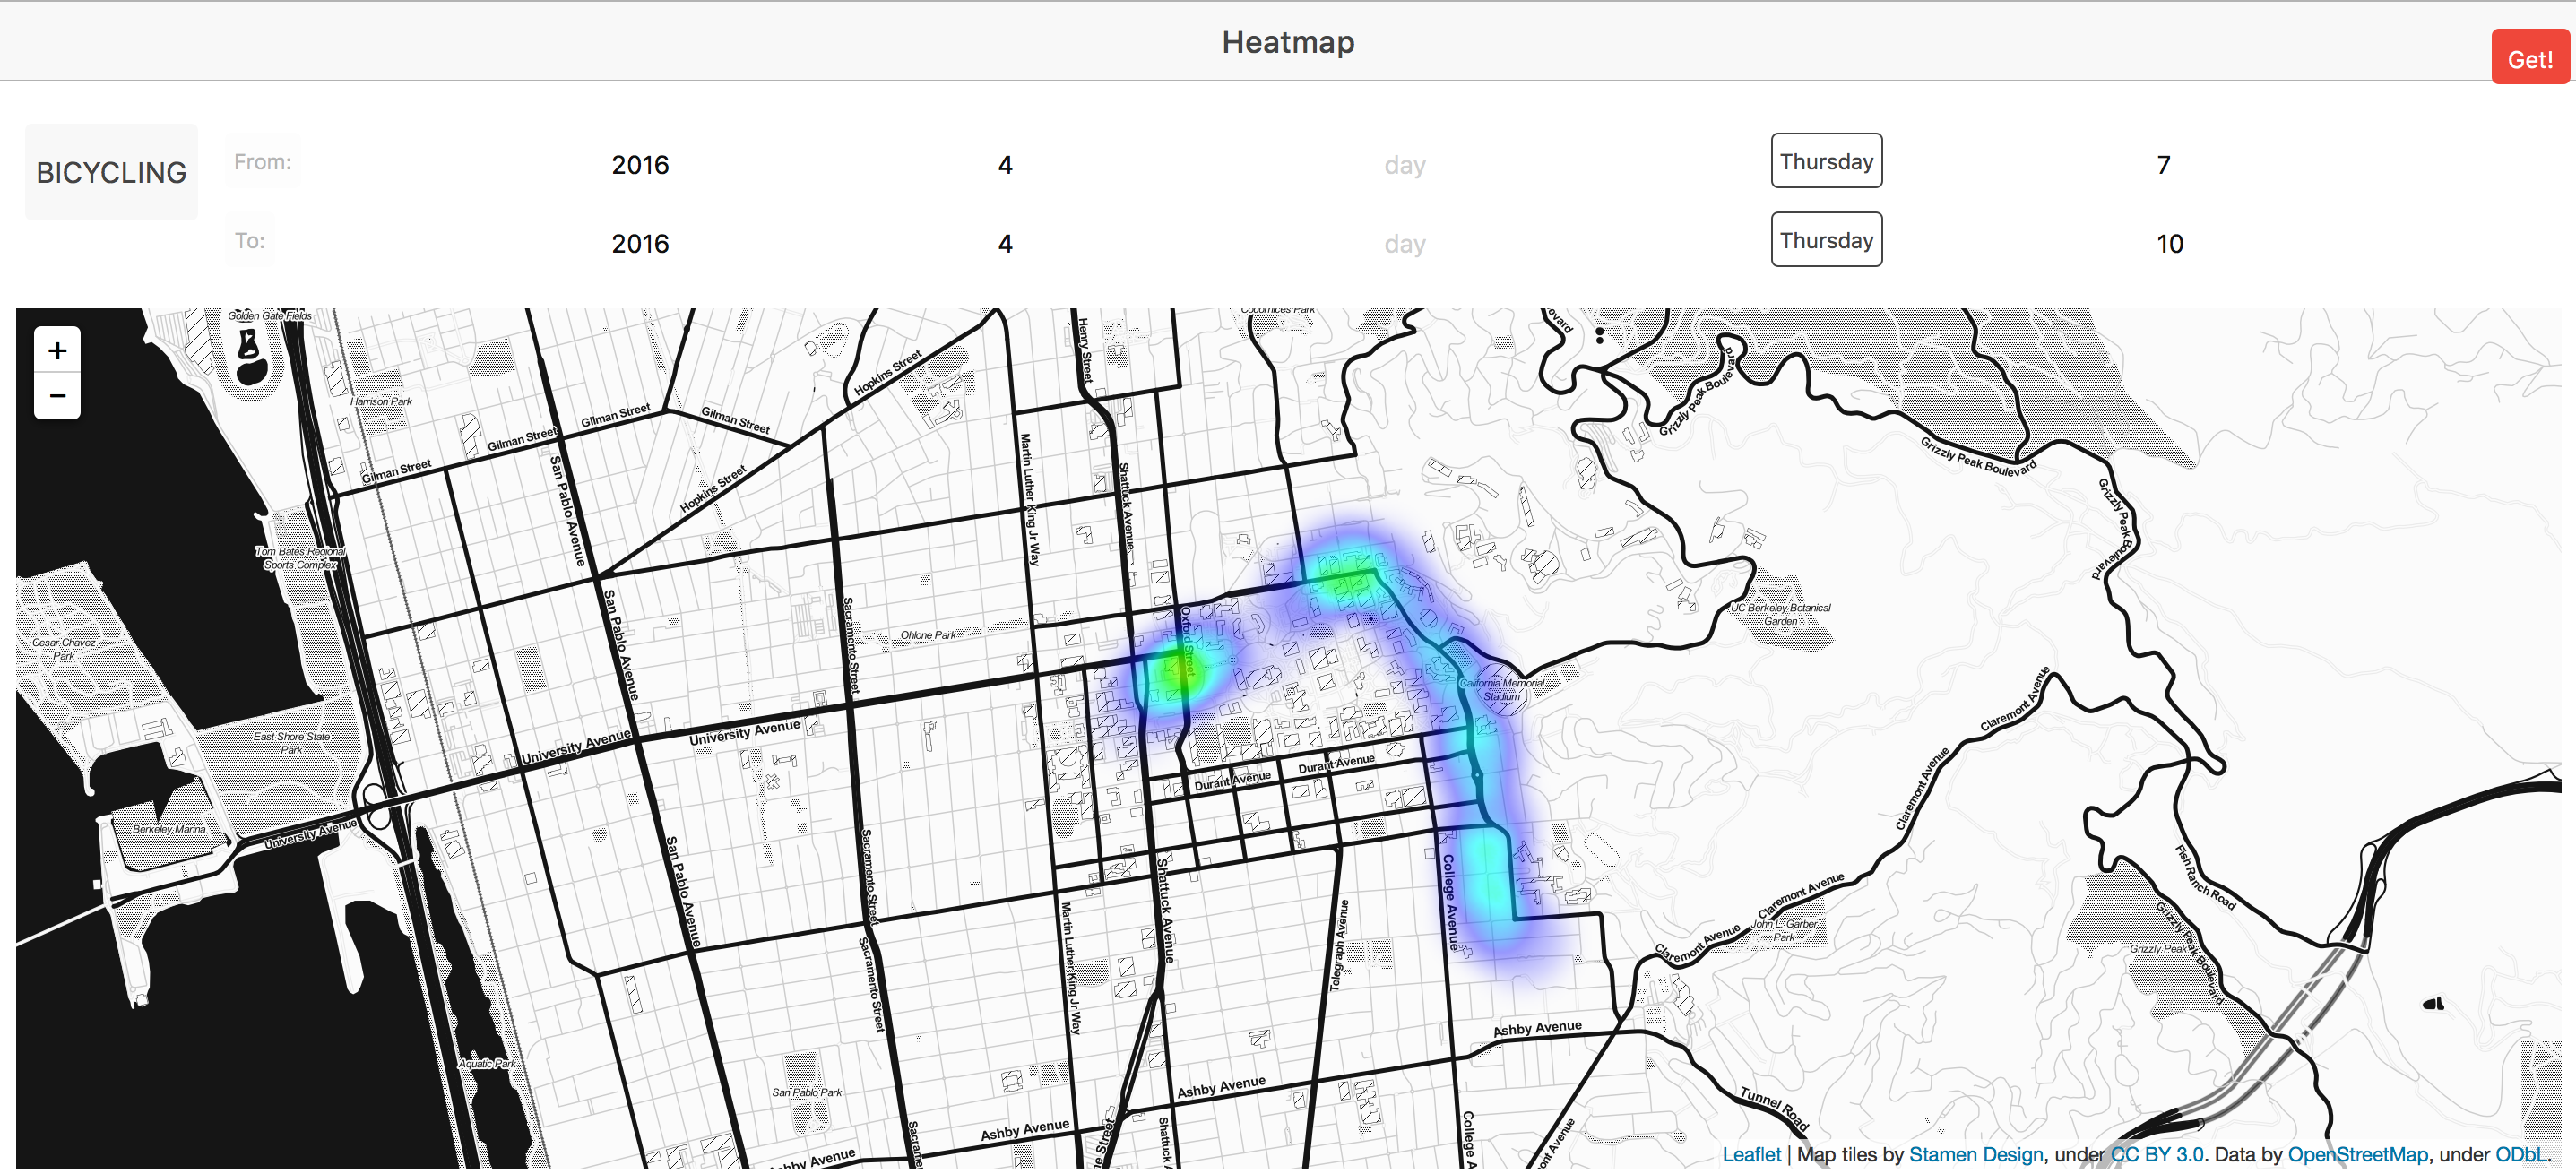 Heatmap
Get!
BICYCLING
From:
2016
4
day
Thursday
7
To:
2016
4
day
Thursday
10
+
−
Golden Gate Fields
Codornices Park
Henry Street
Hopkins Street
Harrison Park
Gilman Street
Gilman Street
Gilman Street
Gilman Street
Grizzly Peak Boulevard
Grizzly Peak Boulevard
Grizzly Peak Boulevard
San Pablo Avenue
Hopkins Street
Martin Luther King Jr Way
Shattuck Avenue
Tom Bates Regional
Sports Complex
San Pablo Avenue
Sacramento Street
Ohlone Park
Oxford Street
UC Berkeley Botanical
Garden
Cesar Chavez
Park
California Memorial
Stadium
Claremont Avenue
East Shore State
Park
University Avenue
University Avenue
Durant Avenue
Durant Avenue
Claremont Avenue
Berkeley Marina
University Avenue
San Pablo Avenue
Sacramento Street
Shattuck Avenue
College Avenue
Fish Ranch Road
Claremont Avenue
Martin Luther King Jr Way
Telegraph Avenue
John L. Garber
Park
Claremont Avenue
Grizzly Peak
Grizzly Peak Boulevard
Sacramento Street
Ashby Avenue
Aquatic Park
San Pablo Park
Ashby Avenue
Tunnel Road
Ashby Avenue
Leaflet | Map tiles by Stamen Design, under CC BY 3.0. Data by OpenStreetMap, under ODbL.